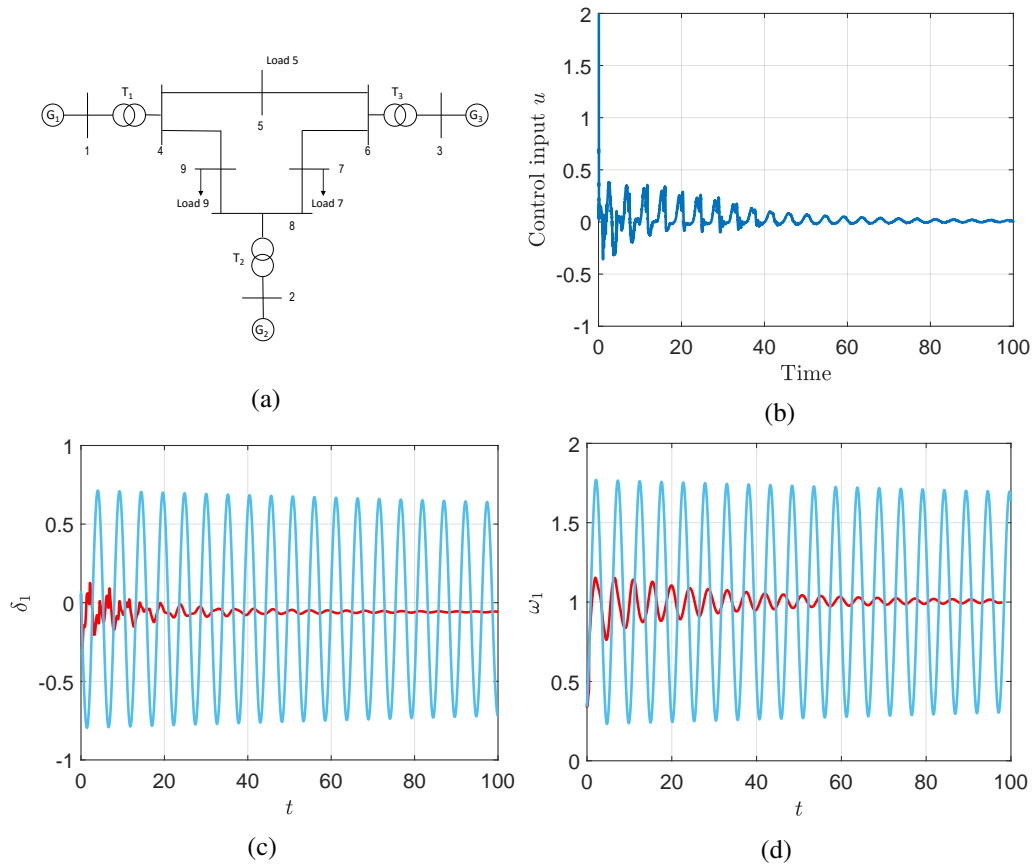 Load 5
T₁
T₃
G₁
G₃
1
4
5
6
3
9
7
Load 9
Load 7
8
T₂
2
G₂
(a)
2
1.5
1
0.5
0
-0.5
-1
Control input u
0 20 40 60 80 100
Time
(b)
1
0.5
0
-0.5
-1
δ₁
0 20 40 60 80 100
t
(c)
2
1.5
1
0.5
0
ω₁
0 20 40 60 80 100
t
(d)